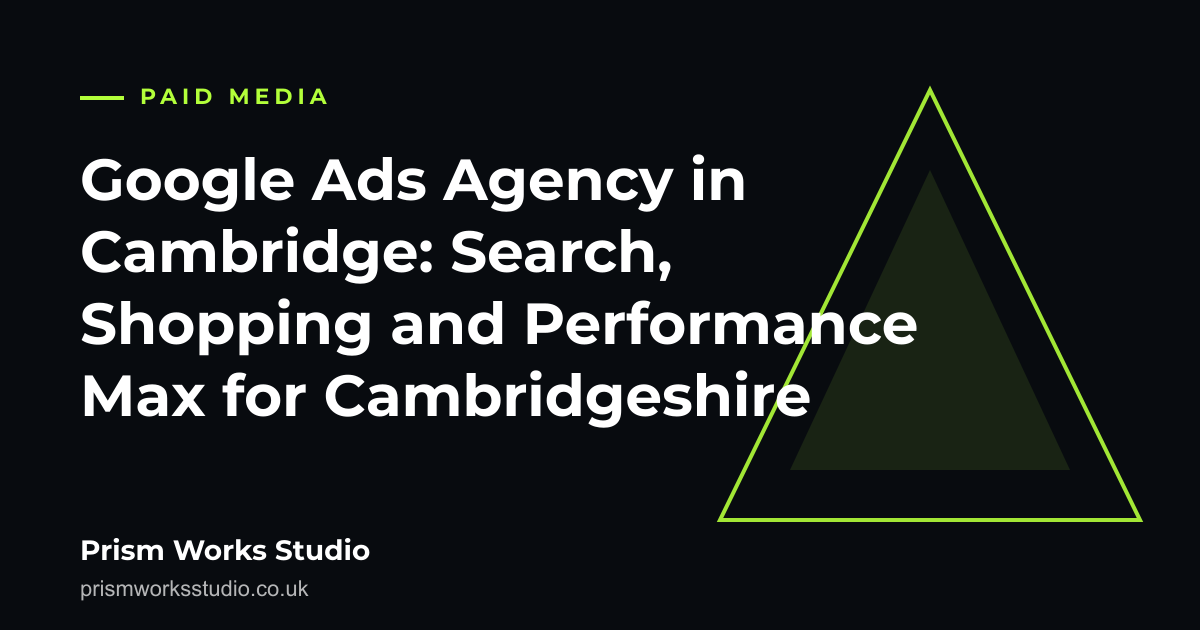 PAID MEDIA
Google Ads Agency in
Cambridge: Search,
Shopping and Performance
Max for Cambridgeshire
Prism Works Studio
prismworksstudio.co.uk